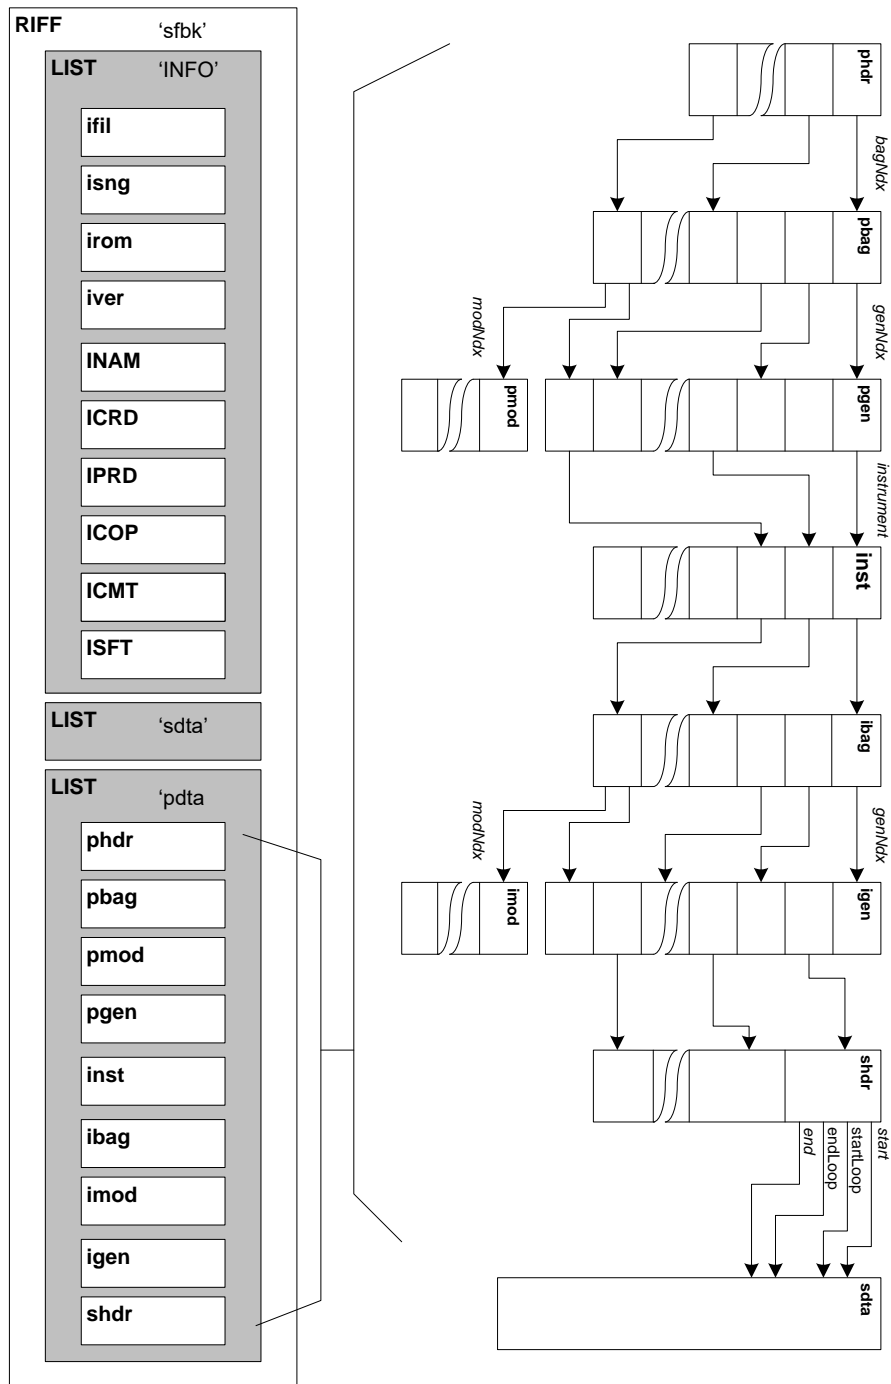 RIFF
‘sfbk’
LIST
‘INFO’
ifil
isng
irom
iver
INAM
ICRD
IPRD
ICOP
ICMT
ISFT
LIST
‘sdta’
LIST
‘pdta
phdr
pbag
pmod
pgen
inst
ibag
imod
igen
shdr
phdr
bagNdx
pbag
modNdx
genNdx
pmod
pgen
instrument
inst
ibag
modNdx
genNdx
imod
igen
shdr
start
startLoop
endLoop
end
sdta